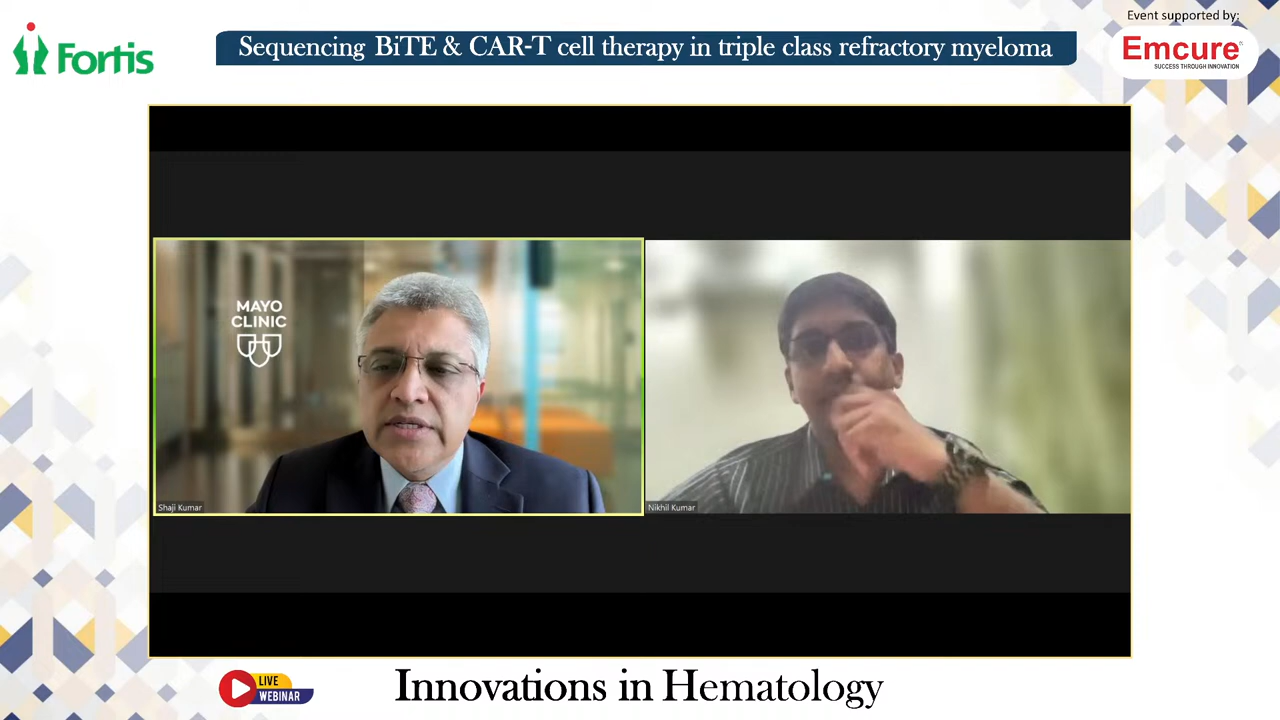 Event supported by:
Fortis
Sequencing BiTE & CAR-T cell therapy in triple class refractory myeloma
Emcure®
SUCCESS THROUGH INNOVATION
MAYO
CLINIC
Shaji Kumar
Nikhil Kumar
LIVE
WEBINAR
Innovations in Hematology